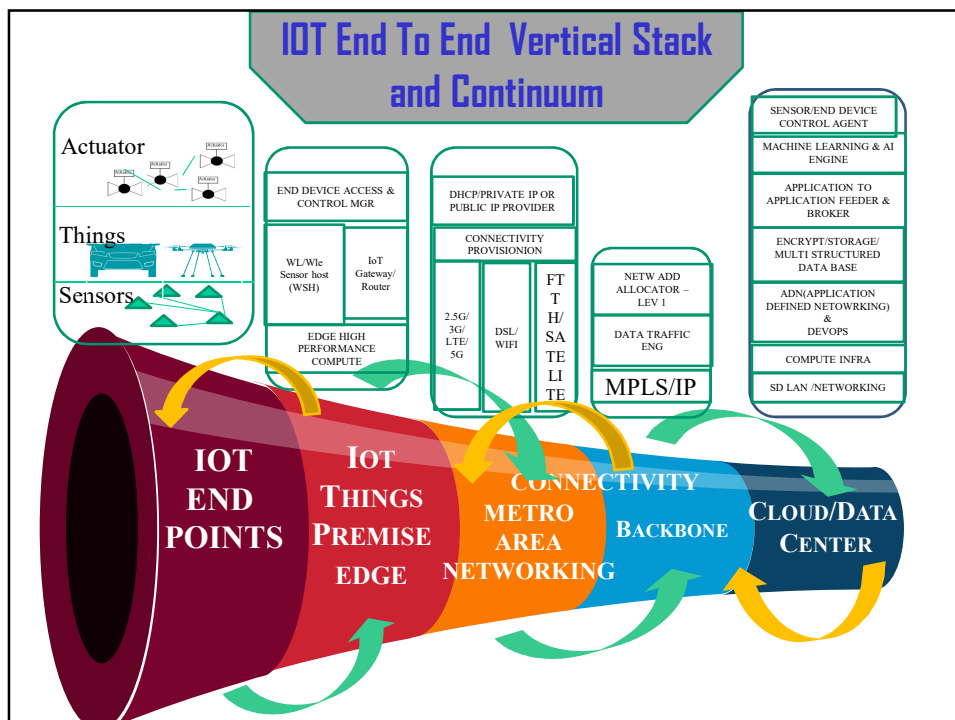 IOT End To End Vertical Stack
and Continuum
Actuator
Actuator
Actuator
Actuator
Actuator
Things
Sensors
END DEVICE ACCESS &
CONTROL MGR
WL/Wle
Sensor host
(WSH)
IoT
Gateway/
Router
EDGE HIGH
PERFORMANCE
COMPUTE
DHCP/PRIVATE IP OR
PUBLIC IP PROVIDER
CONNECTIVITY
PROVISIONION
2.5G/
3G/
LTE/
5G
DSL/
WIFI
FT
T
H/
SA
TE
LI
TE
NETW ADD
ALLOCATOR –
LEV 1
DATA TRAFFIC
ENG
MPLS/IP
SENSOR/END DEVICE
CONTROL AGENT
MACHINE LEARNING & AI
ENGINE
APPLICATION TO
APPLICATION FEEDER &
BROKER
ENCRYPT/STORAGE/
MULTI STRUCTURED
DATA BASE
ADN(APPLICATION
DEFINED NETOWRKING)
&
DEVOPS
COMPUTE INFRA
SD LAN /NETWORKING
IOT
END
POINTS
IOT
THINGS
PREMISE
EDGE
CONNECTIVITY
METRO
AREA
NETWORKING
BACKBONE
CLOUD/DATA
CENTER